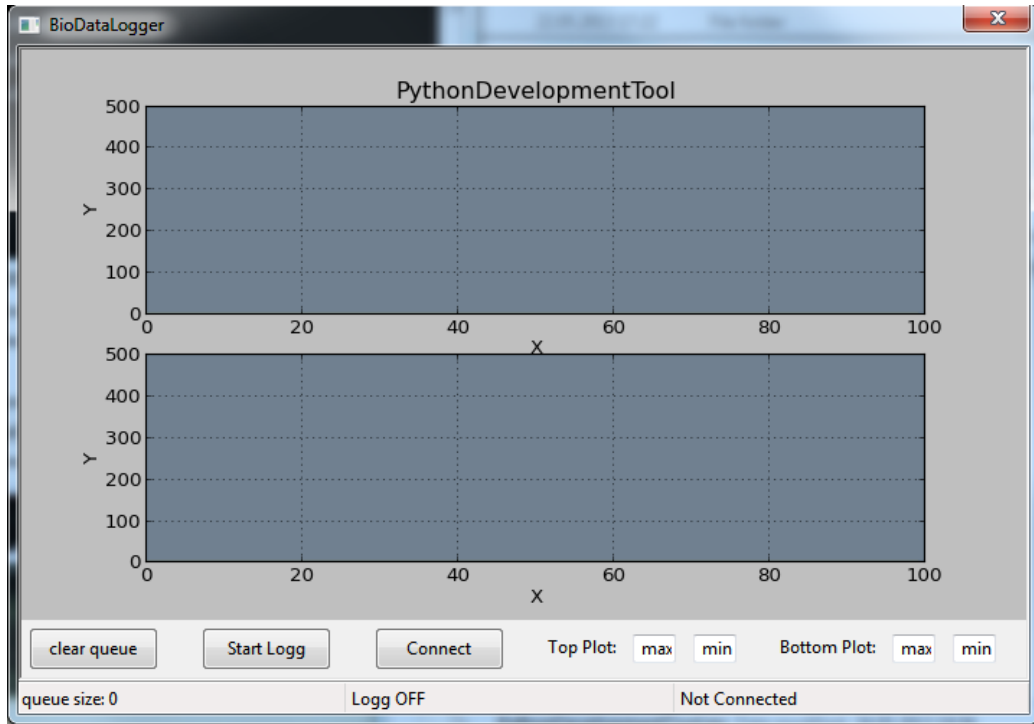 BioDataLogger
PythonDevelopmentTool
500
400
300
200
100
0
Y
0 20 40 60 80 100
X
500
400
300
200
100
0
Y
0 20 40 60 80 100
X
clear queue Start Logg Connect Top Plot: max min Bottom Plot: max min
queue size: 0 Logg OFF Not Connected